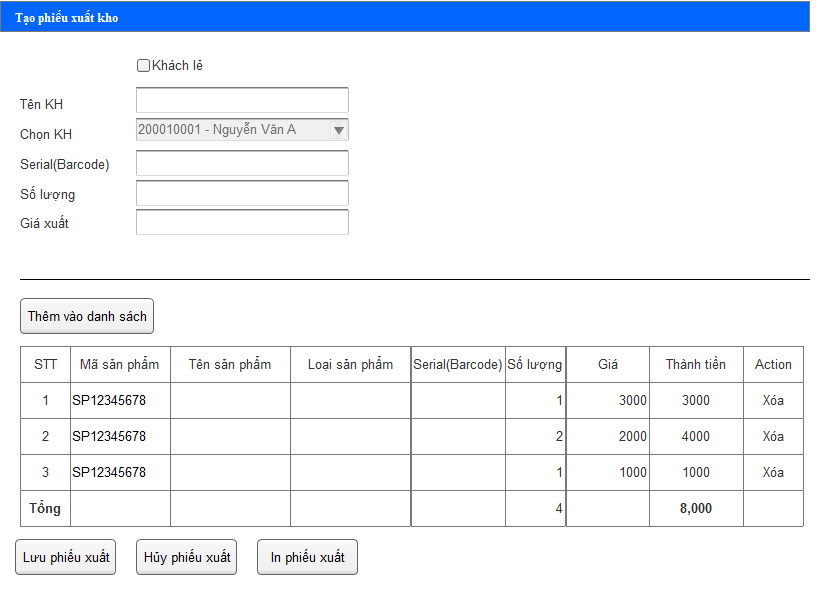 Tạo phiếu xuất kho
Khách lẽ
Tên KH
Chọn KH 200010001 - Nguyễn Văn A
Serial(Barcode)
Số lượng
Giá xuất
Thêm vào danh sách
STT Mã sản phẩm Tên sản phẩm Loại sản phẩm Serial(Barcode) Số lượng Giá Thành tiền Action
1 SP12345678 1 3000 3000 Xóa
2 SP12345678 2 2000 4000 Xóa
3 SP12345678 1 1000 1000 Xóa
Tổng 4 8,000
Lưu phiếu xuất Hủy phiếu xuất In phiếu xuất